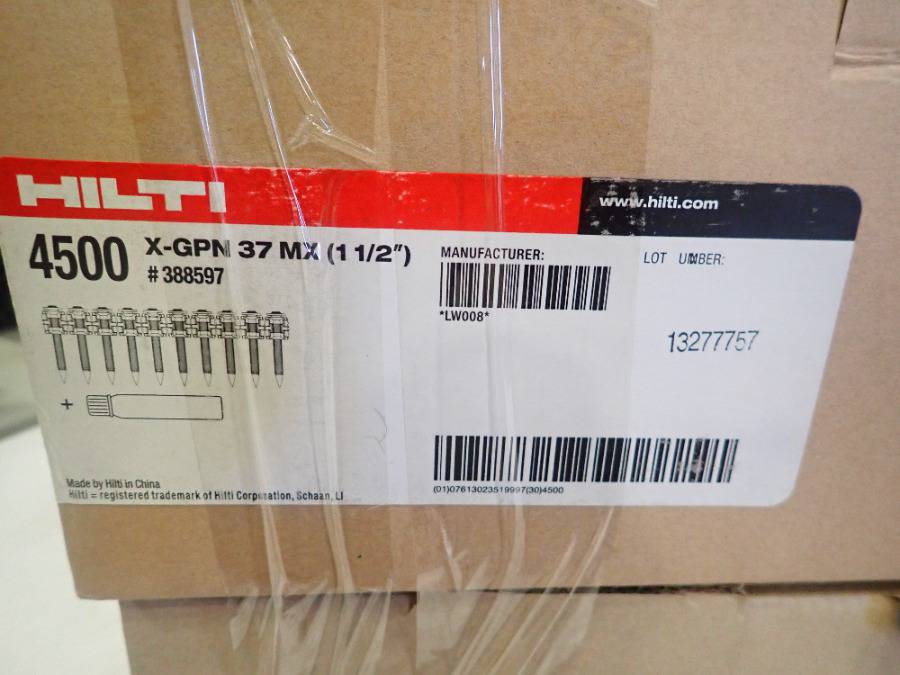 HILTI
www.hilti.com
4500 X-GPN 37 MX (1 1/2")
# 388597
MANUFACTURER:
*LW008*
LOT UMBER:
13277757
+
(01)07613023519997(30)4500
Made by Hilti in China
Hilti = registered trademark of Hilti Corporation, Schaan, LI